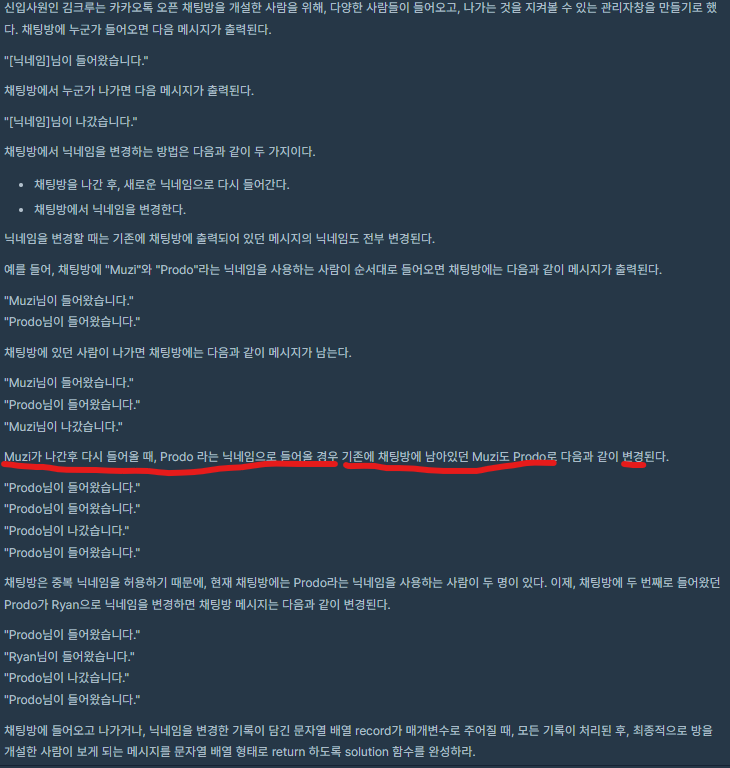 신입사원인 김크루는 카카오톡 오픈 채팅방을 개설한 사람을 위해, 다양한 사람들이 들어오고, 나가는 것을 지켜볼 수 있는 관리자창을 만들기로 했
다. 채팅방에 누군가 들어오면 다음 메시지가 출력된다.
"[닉네임]님이 들어왔습니다."
채팅방에서 누군가 나가면 다음 메시지가 출력된다.
"[닉네임]님이 나갔습니다."
채팅방에서 닉네임을 변경하는 방법은 다음과 같이 두 가지이다.
• 채팅방을 나간 후, 새로운 닉네임으로 다시 들어간다.
• 채팅방에서 닉네임을 변경한다.
닉네임을 변경할 때는 기존에 채팅방에 출력되어 있던 메시지의 닉네임도 전부 변경된다.
예를 들어, 채팅방에 "Muzi"와 "Prodo"라는 닉네임을 사용하는 사람이 순서대로 들어오면 채팅방에는 다음과 같이 메시지가 출력된다.
"Muzi님이 들어왔습니다."
"Prodo님이 들어왔습니다."
채팅방에 있던 사람이 나가면 채팅방에는 다음과 같이 메시지가 남는다.
"Muzi님이 들어왔습니다."
"Prodo님이 들어왔습니다."
"Muzi님이 나갔습니다."
Muzi가 나간후 다시 들어올 때, Prodo 라는 닉네임으로 들어올 경우 기존에 채팅방에 남아있던 Muzi도 Prodo로 다음과 같이 변경된다.
"Prodo님이 들어왔습니다."
"Prodo님이 들어왔습니다."
"Prodo님이 나갔습니다."
"Prodo님이 들어왔습니다."
채팅방은 중복 닉네임을 허용하기 때문에, 현재 채팅방에는 Prodo라는 닉네임을 사용하는 사람이 두 명이 있다. 이제, 채팅방에 두 번째로 들어왔던
Prodo가 Ryan으로 닉네임을 변경하면 채팅방 메시지는 다음과 같이 변경된다.
"Prodo님이 들어왔습니다."
"Ryan님이 들어왔습니다."
"Prodo님이 나갔습니다."
"Prodo님이 들어왔습니다."
채팅방에 들어오고 나가거나, 닉네임을 변경한 기록이 담긴 문자열 배열 record가 매개변수로 주어질 때, 모든 기록이 처리된 후, 최종적으로 방을
개설한 사람이 보게 되는 메시지를 문자열 배열 형태로 return 하도록 solution 함수를 완성하라.